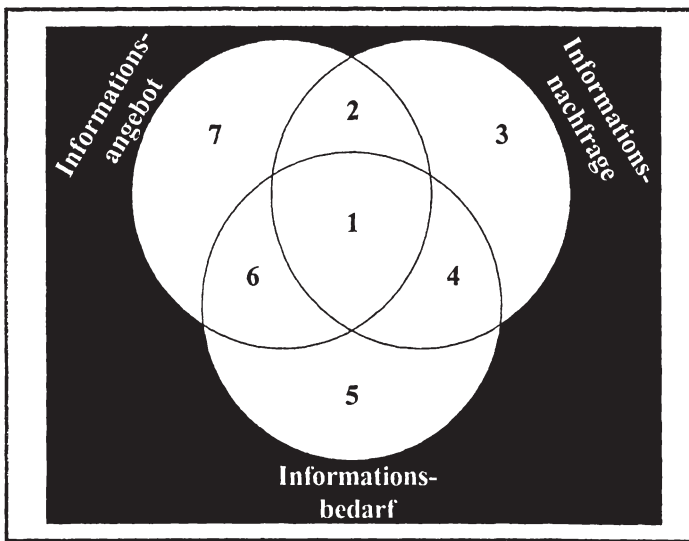 Informations-
angebot
Informations-
nachfrage
7
2
3
1
6
4
5
Informations-
bedarf